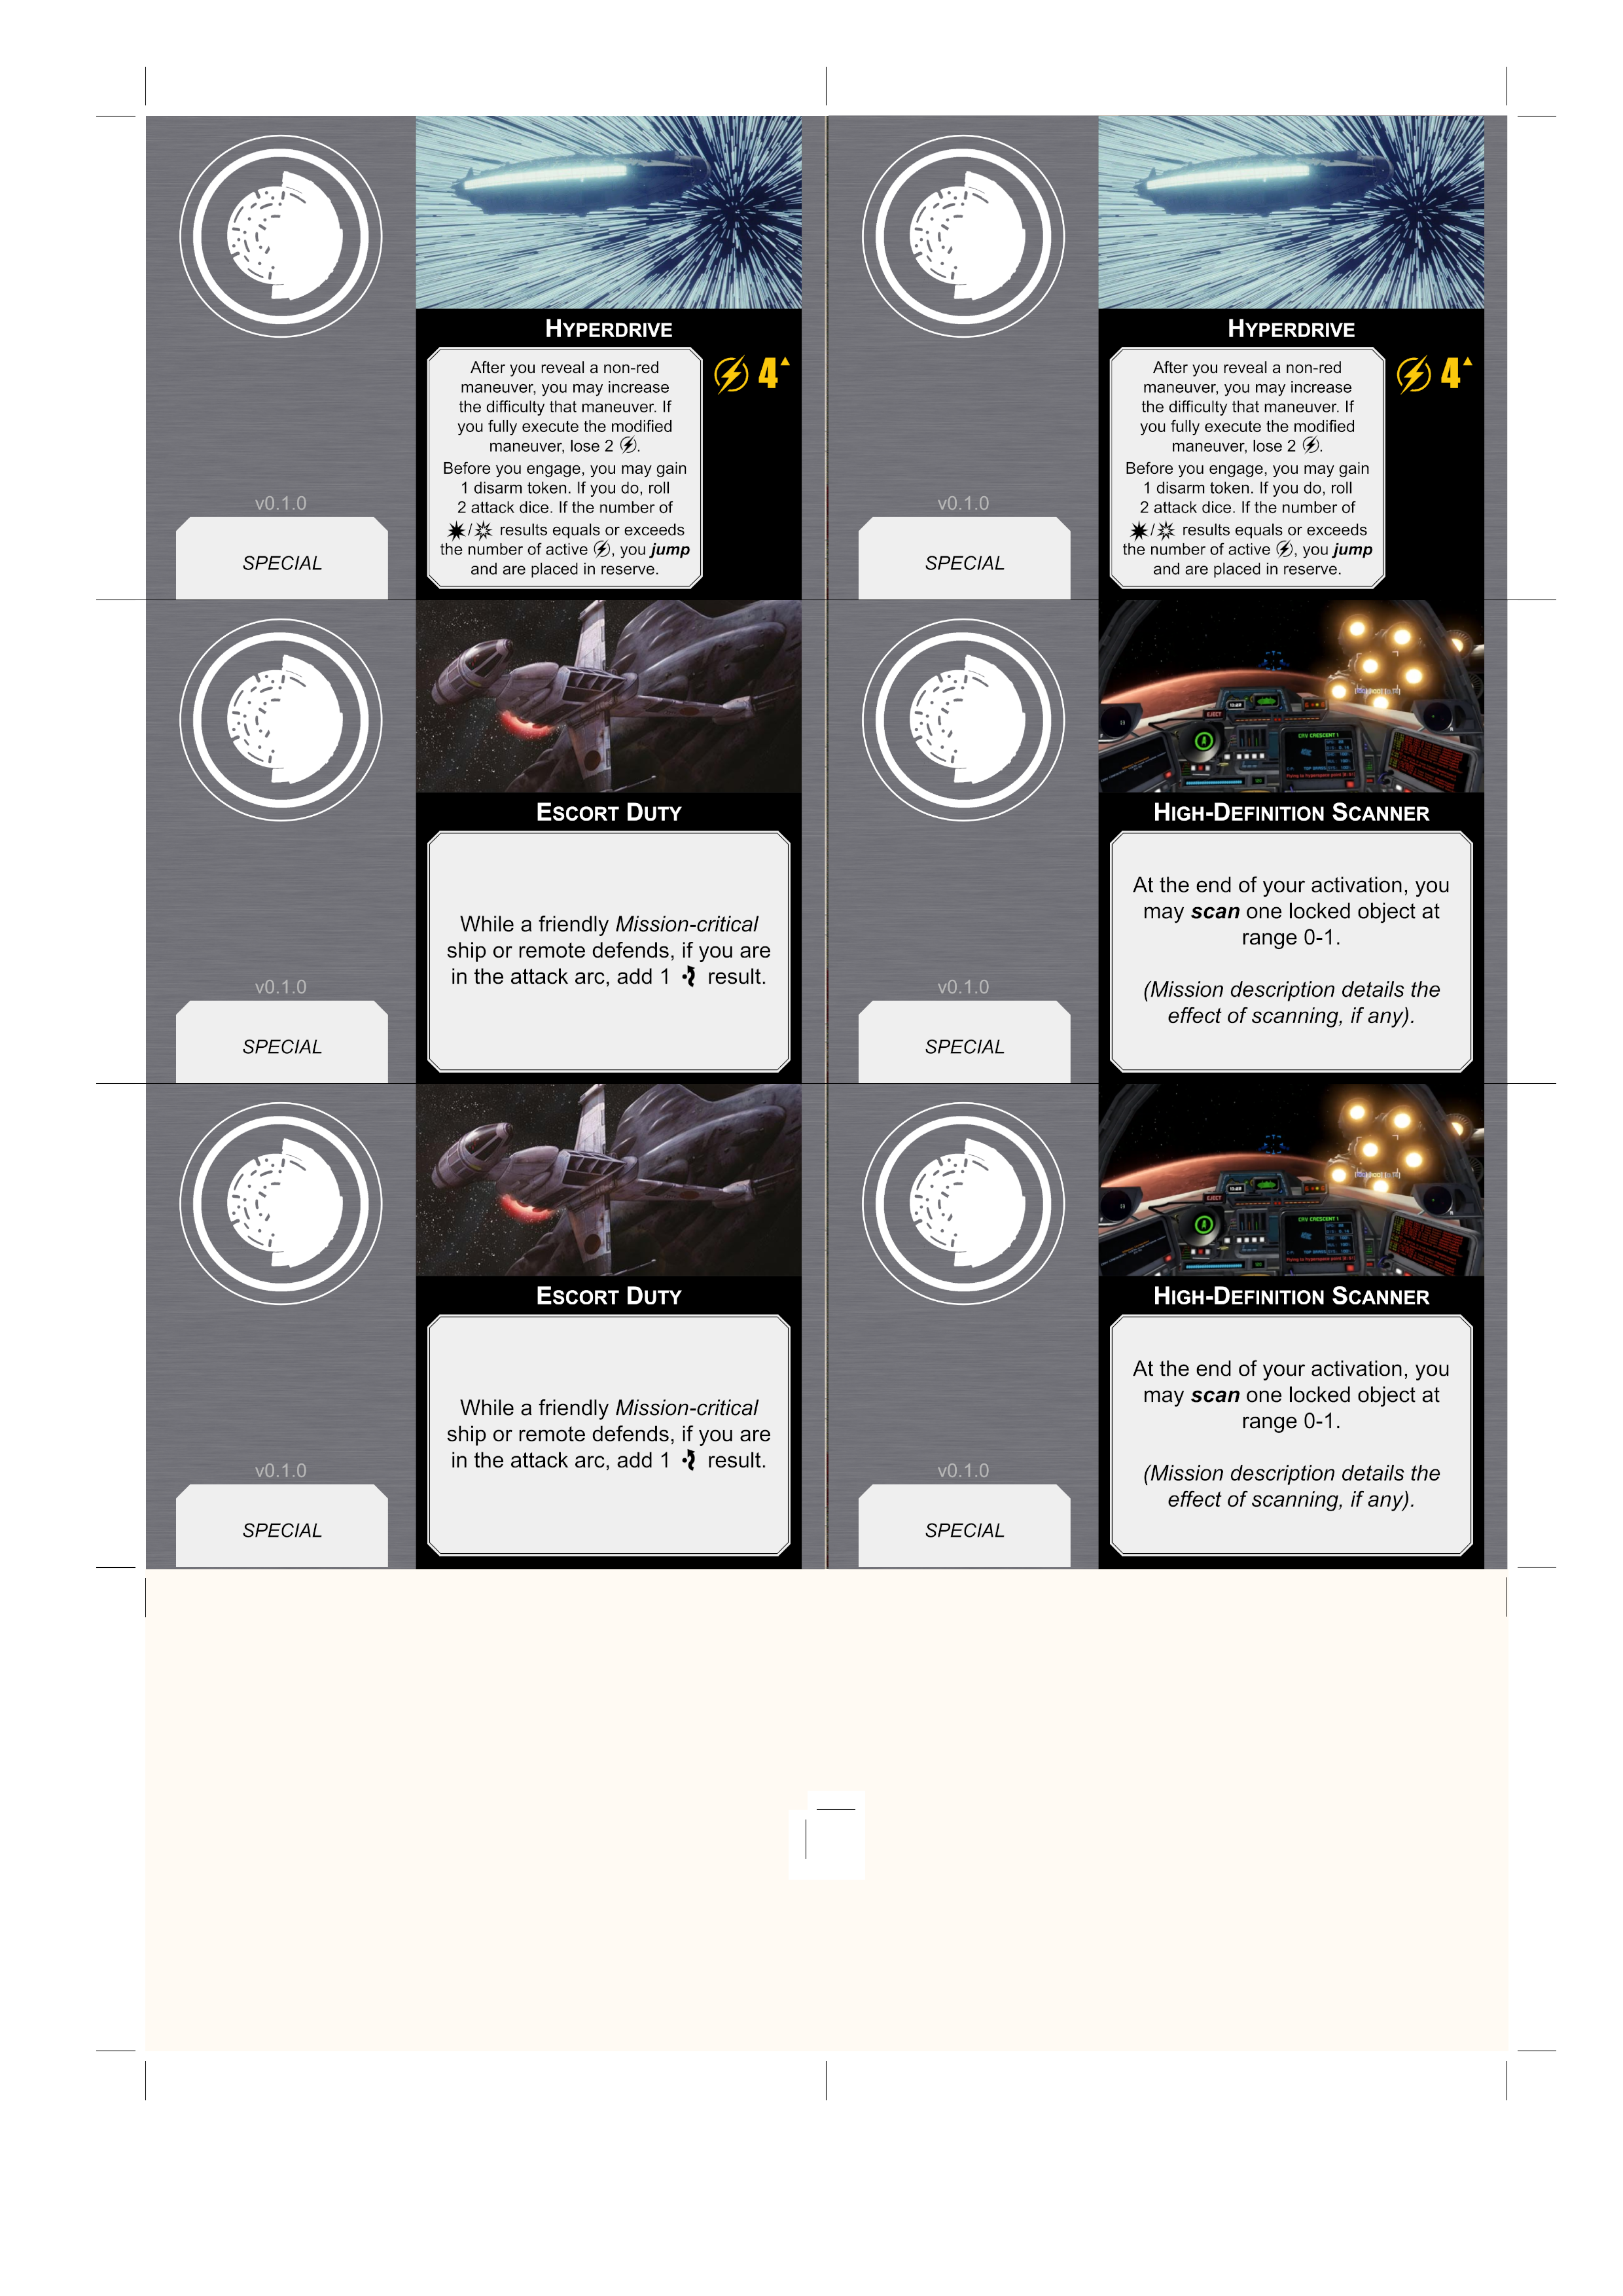 HYPERDRIVE
After you reveal a non-red
maneuver, you may increase
the difficulty that maneuver. If
you fully execute the modified
maneuver, lose 2 .
Before you engage, you may gain
1 disarm token. If you do, roll
2 attack dice. If the number of
/ results equals or exceeds
the number of active , you jump
and are placed in reserve.
4
v0.1.0
SPECIAL
HYPERDRIVE
After you reveal a non-red
maneuver, you may increase
the difficulty that maneuver. If
you fully execute the modified
maneuver, lose 2 .
Before you engage, you may gain
1 disarm token. If you do, roll
2 attack dice. If the number of
/ results equals or exceeds
the number of active , you jump
and are placed in reserve.
4
v0.1.0
SPECIAL
ESCORT DUTY
While a friendly Mission-critical
ship or remote defends, if you are
in the attack arc, add 1 result.
v0.1.0
SPECIAL
EJECT
CRV CRESCENT 1
HIGH-DEFINITION SCANNER
At the end of your activation, you
may scan one locked object at
range 0-1.
(Mission description details the
effect of scanning, if any).
v0.1.0
SPECIAL
ESCORT DUTY
While a friendly Mission-critical
ship or remote defends, if you are
in the attack arc, add 1 result.
v0.1.0
SPECIAL
EJECT
CRV CRESCENT 1
HIGH-DEFINITION SCANNER
At the end of your activation, you
may scan one locked object at
range 0-1.
(Mission description details the
effect of scanning, if any).
v0.1.0
SPECIAL